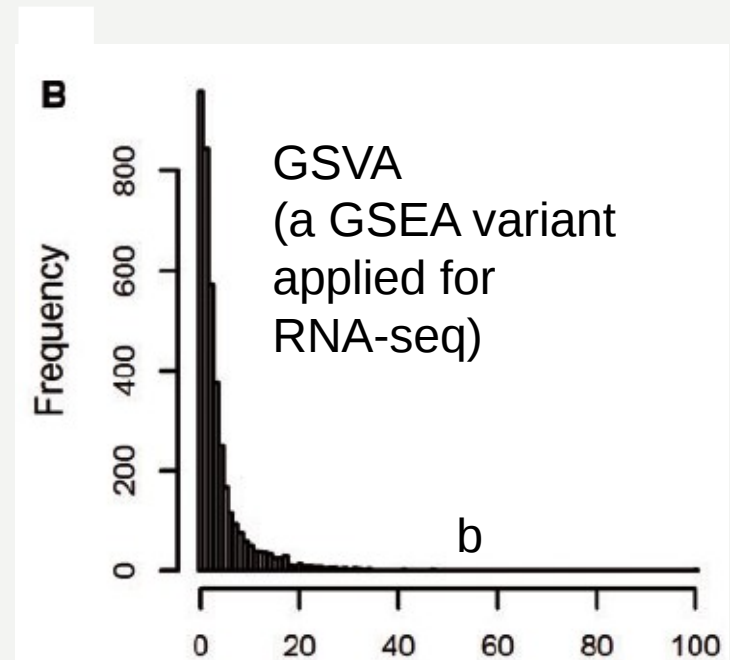 B
GSVA
(a GSEA variant
applied for
RNA-seq)
Frequency
800
600
400
200
0
b
0 20 40 60 80 100